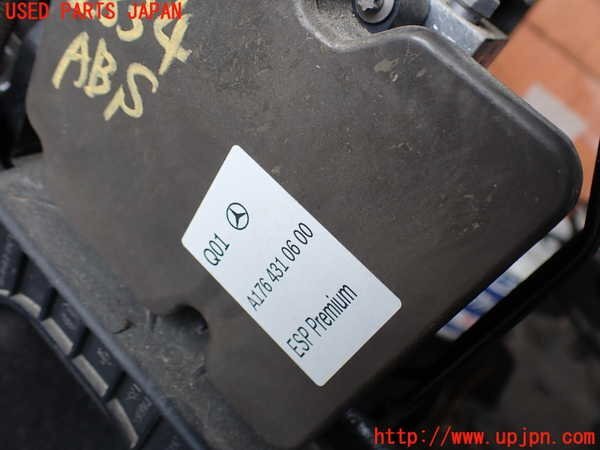 USED PARTS JAPAN
ABS
Q01
A176 431 06 00
ESP Premium
http://www.upjpn.com